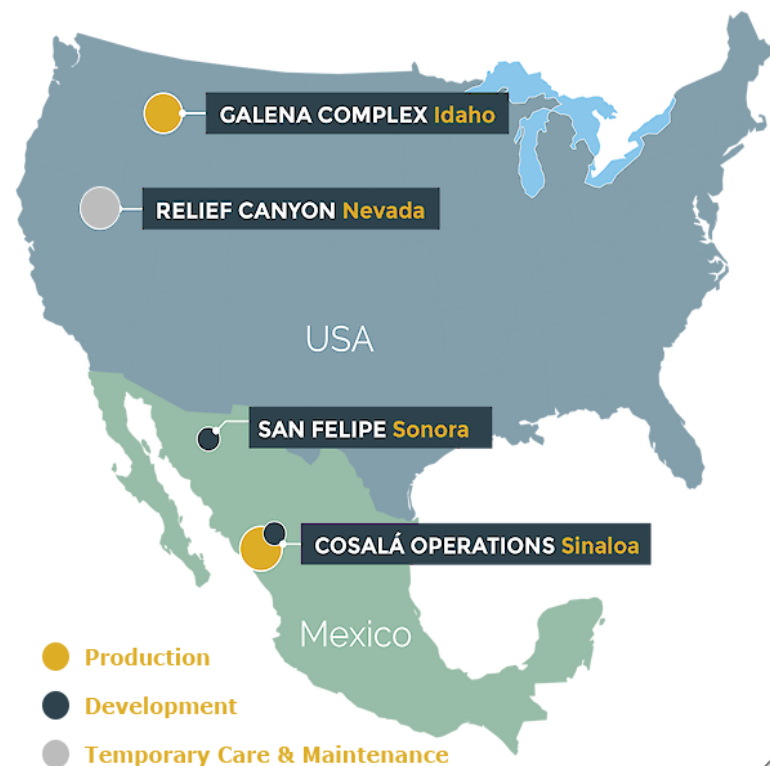 GALENA COMPLEX Idaho
RELIEF CANYON Nevada
USA
SAN FELIPE Sonora
COSALÁ OPERATIONS Sinaloa
Mexico
Production
Development
Temporary Care & Maintenance